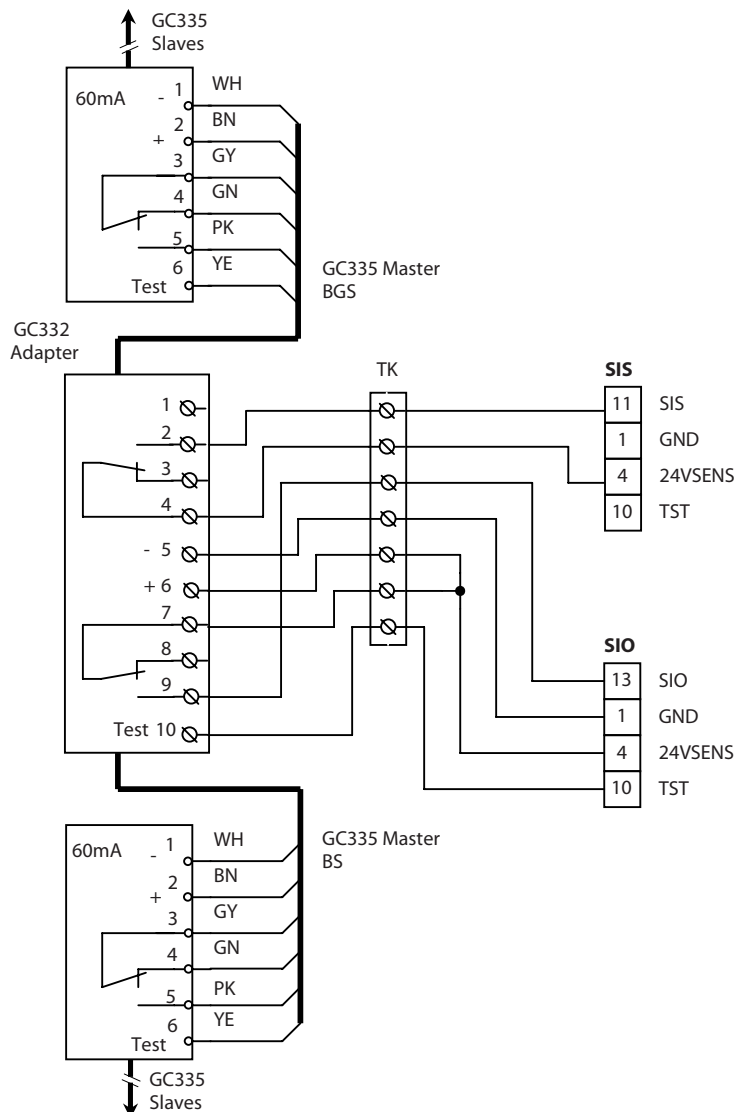 GC335
Slaves
60mA
- 1 WH
2 BN
+
3 GY
4 GN
5 PK
6 YE
Test
GC335 Master
BGS
GC332
Adapter
TK
SIS
1
2
3
4
- 5
+ 6
7
8
9
Test 10
11 SIS
1 GND
4 24VSENS
10 TST
SIO
13 SIO
1 GND
4 24VSENS
10 TST
60mA
- 1 WH
2 BN
+
3 GY
4 GN
5 PK
6 YE
Test
GC335 Master
BS
GC335
Slaves